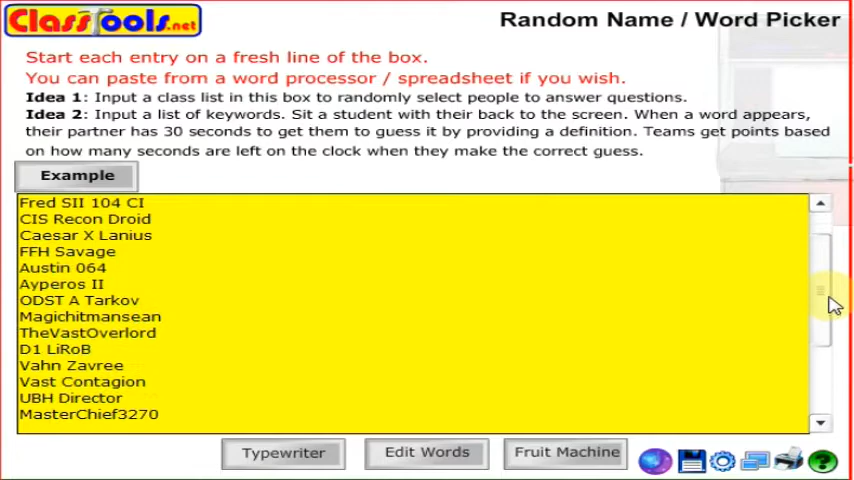 ClassTools.net
Random Name / Word Picker
Start each entry on a fresh line of the box.
You can paste from a word processor / spreadsheet if you wish.
Idea 1: Input a class list in this box to randomly select people to answer questions.
Idea 2: Input a list of keywords. Sit a student with their back to the screen. When a word appears,
their partner has 30 seconds to get them to guess it by providing a definition. Teams get points based
on how many seconds are left on the clock when they make the correct guess.
Example
Fred SII 104 CI
CIS Recon Droid
Caesar X Lanius
FFH Savage
Austin 064
Ayperos II
ODST A Tarkov
Magichitmansean
TheVastOverlord
D1 LiRoB
Vahn Zavree
Vast Contagion
UBH Director
MasterChief3270
Typewriter
Edit Words
Fruit Machine
?